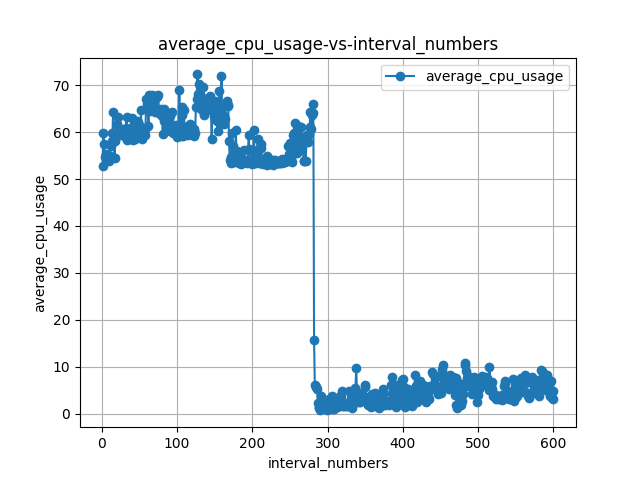 average_cpu_usage-vs-interval_numbers
average_cpu_usage
70
60
50
40
30
20
10
0
average_cpu_usage
0 100 200 300 400 500 600
interval_numbers